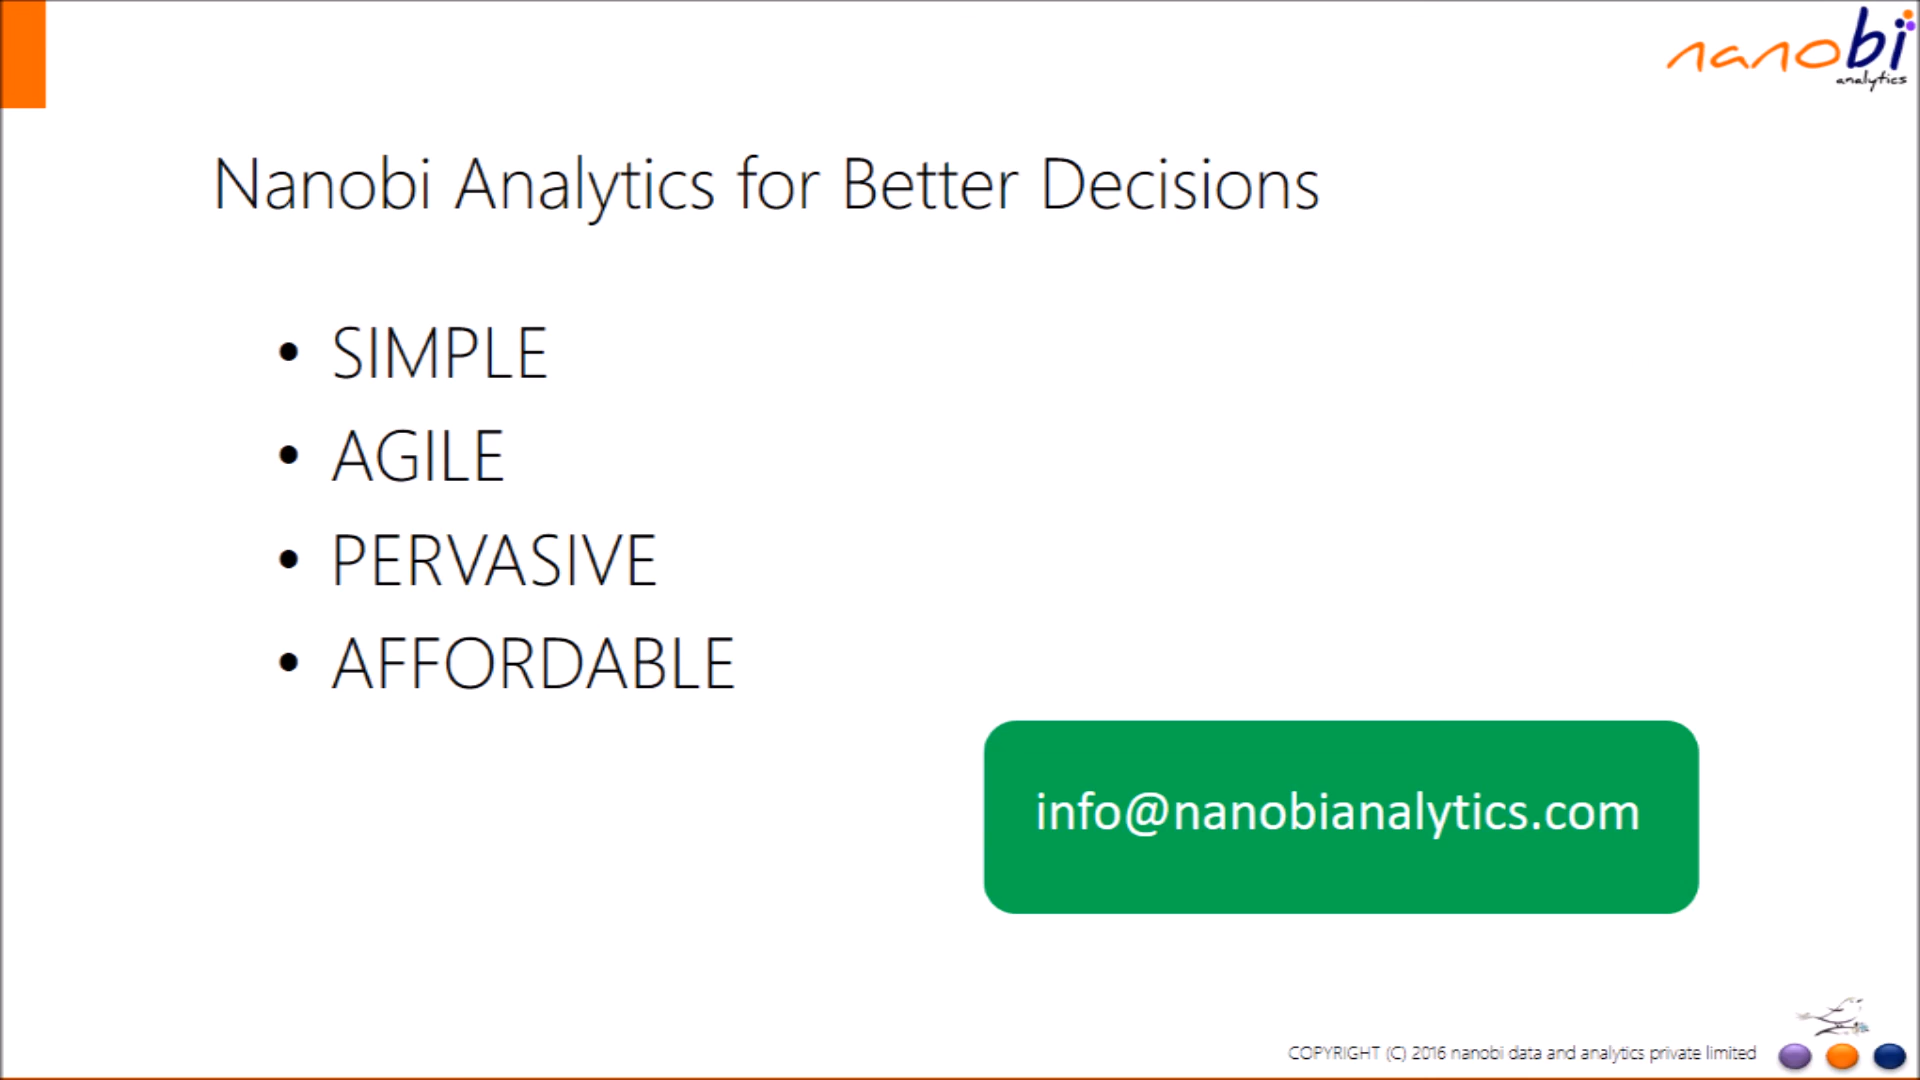 nanobi
analytics
Nanobi Analytics for Better Decisions
• SIMPLE
• AGILE
• PERVASIVE
• AFFORDABLE
info@nanobianalytics.com
COPYRIGHT (C) 2016 nanobi data and analytics private limited